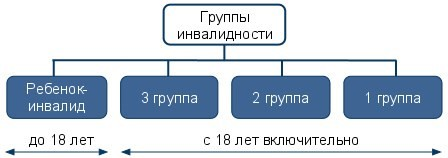 Группы
инвалидности
Ребенок-
инвалид
3 группа
2 группа
1 группа
до 18 лет
с 18 лет включительно